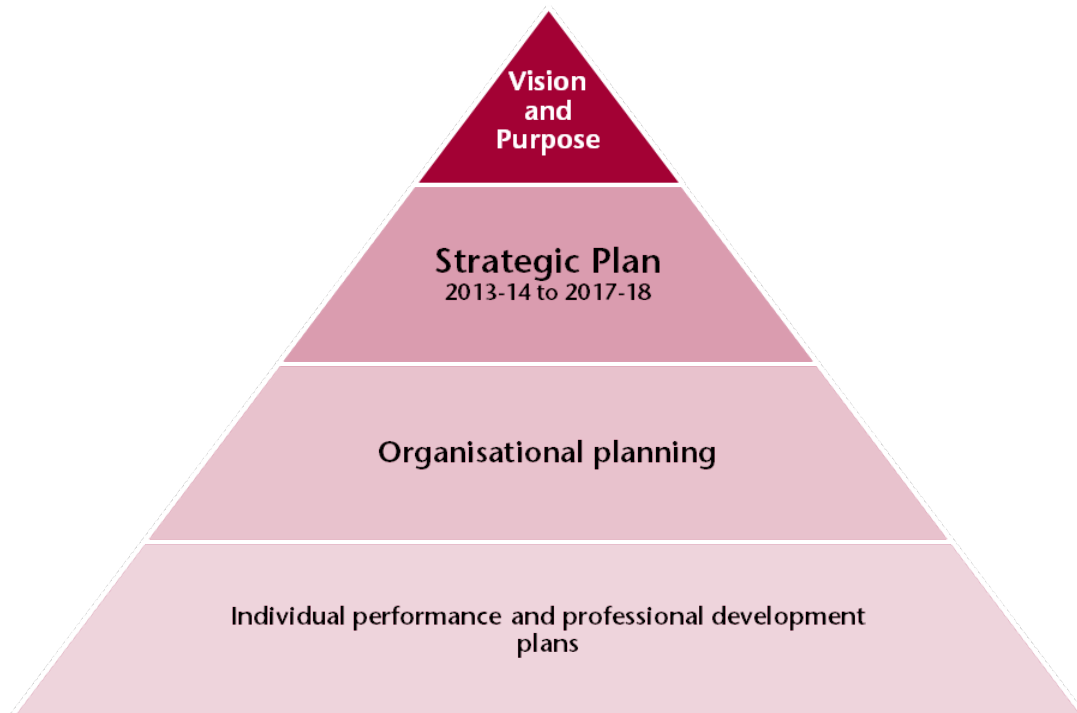 Vision
and
Purpose
Strategic Plan
2013-14 to 2017-18
Organisational planning
Individual performance and professional development
plans